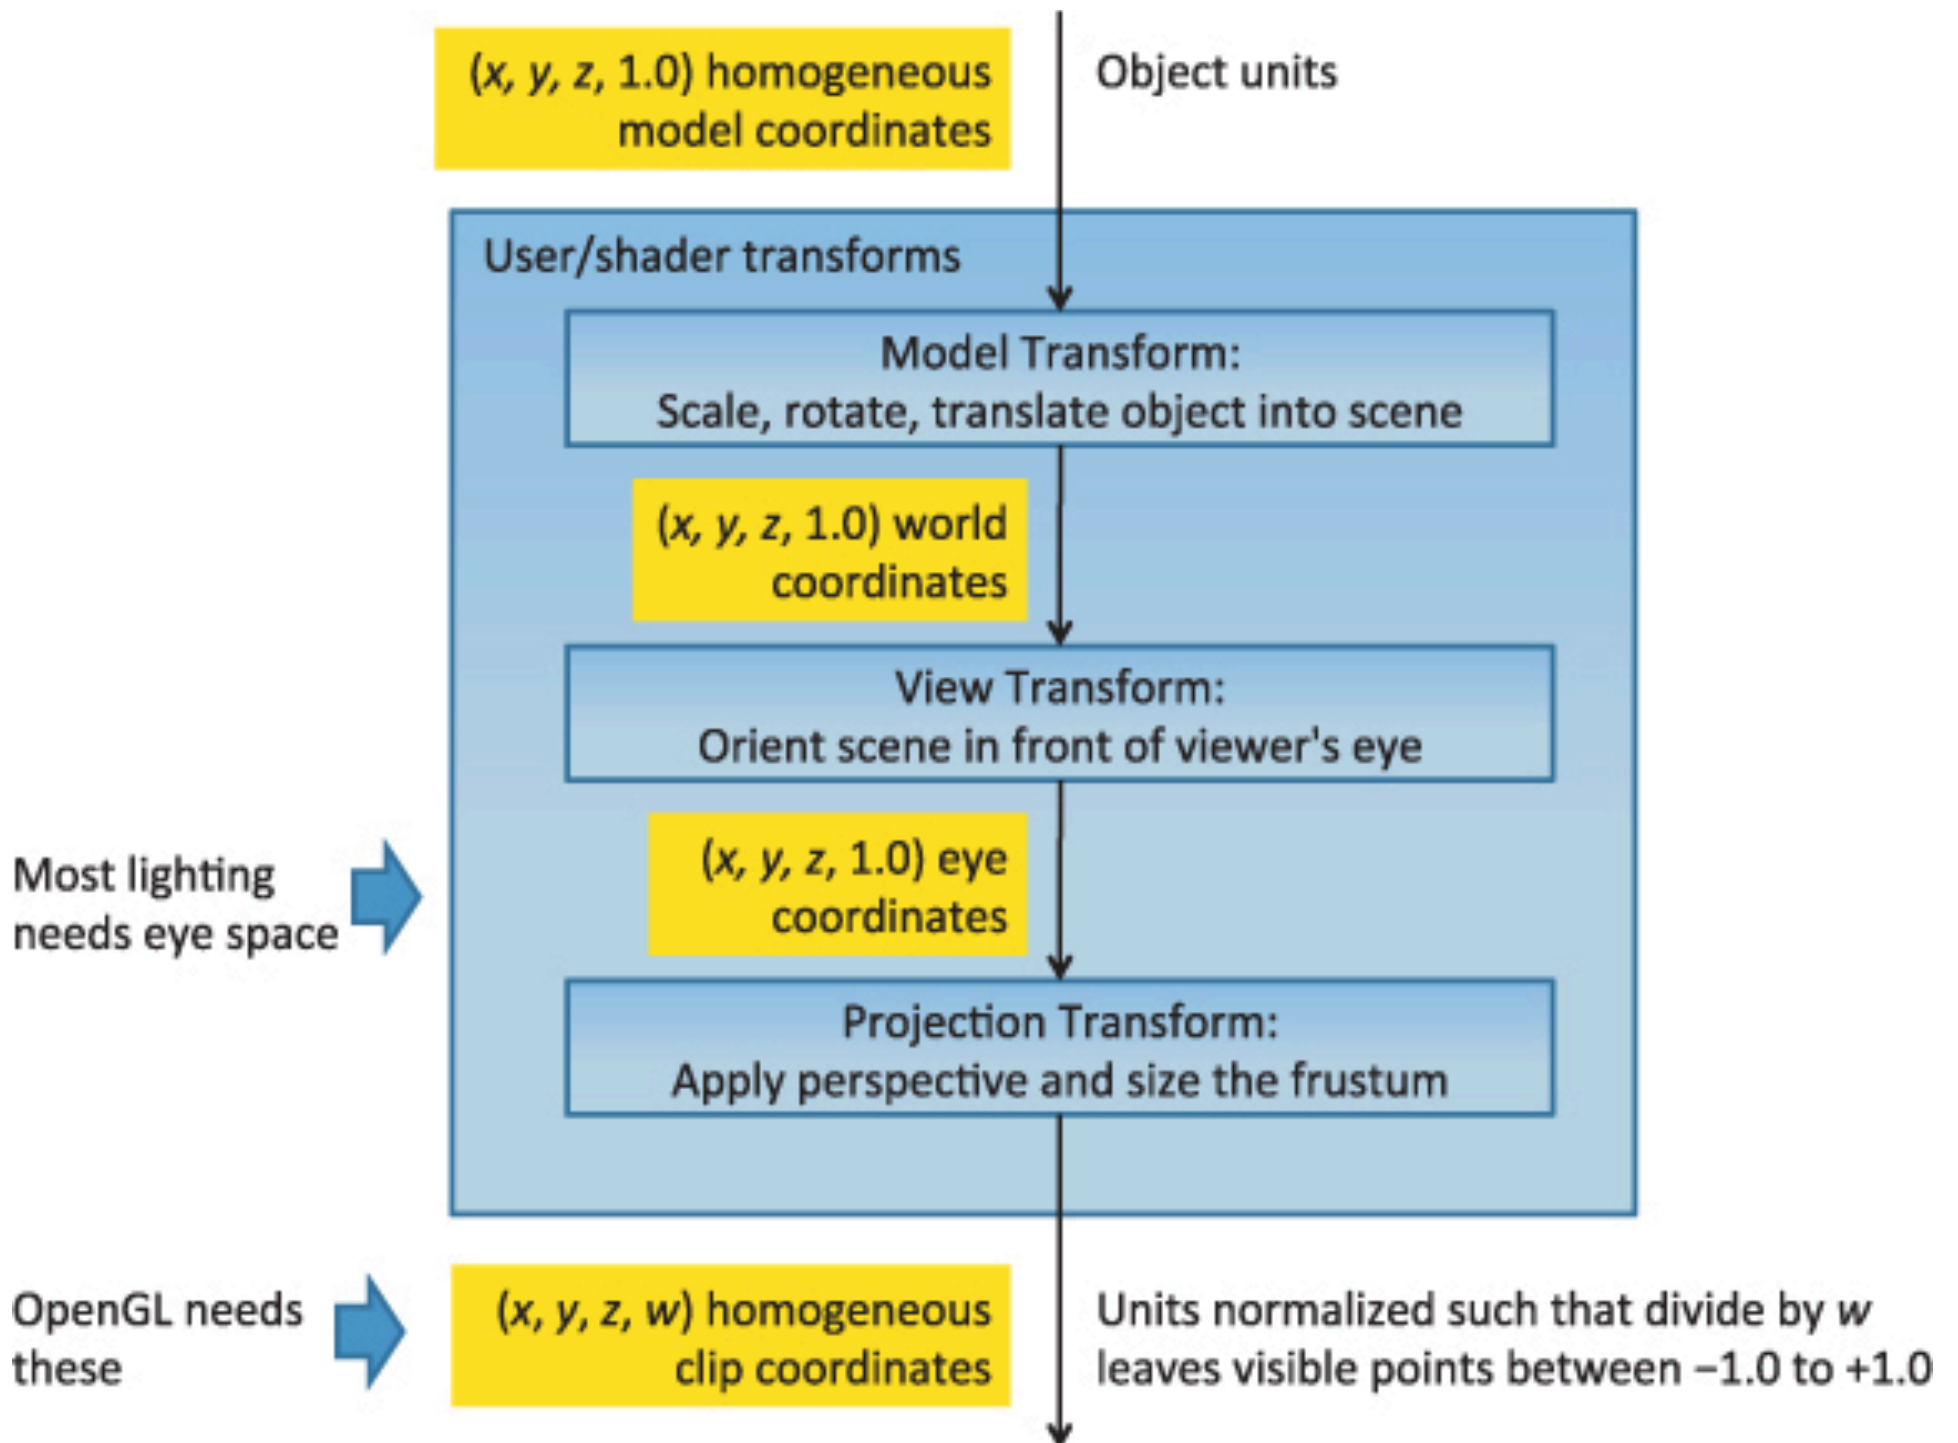 (x, y, z, 1.0) homogeneous
model coordinates
Object units
User/shader transforms
Model Transform:
Scale, rotate, translate object into scene
(x, y, z, 1.0) world
coordinates
View Transform:
Orient scene in front of viewer's eye
Most lighting
needs eye space
(x, y, z, 1.0) eye
coordinates
Projection Transform:
Apply perspective and size the frustum
OpenGL needs
these
(x, y, z, w) homogeneous
clip coordinates
Units normalized such that divide by w
leaves visible points between −1.0 to +1.0